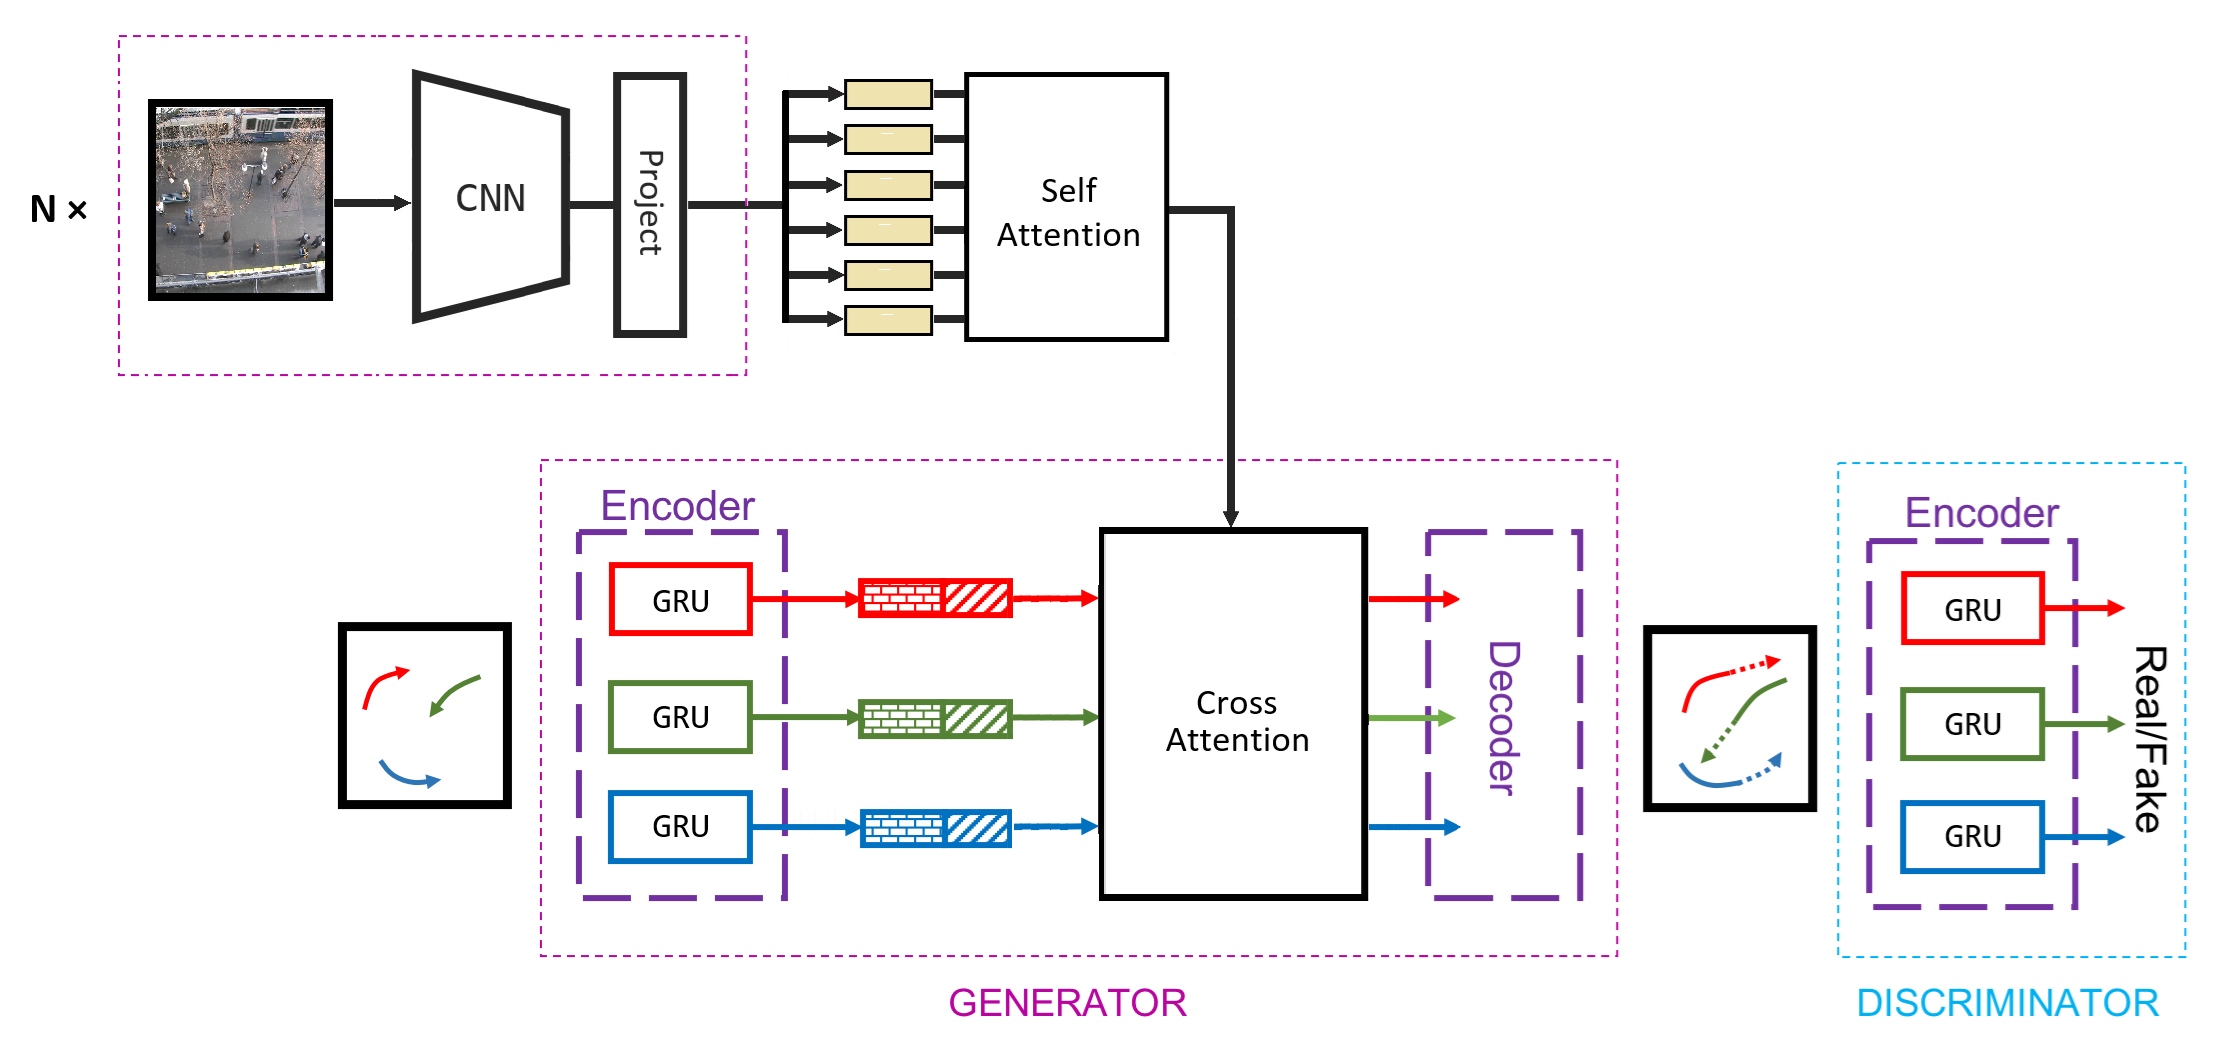 N ×
CNN
Project
Self
Attention
Encoder
GRU
GRU
GRU
Cross
Attention
Decoder
GENERATOR
Encoder
GRU
GRU
GRU
Real/Fake
DISCRIMINATOR